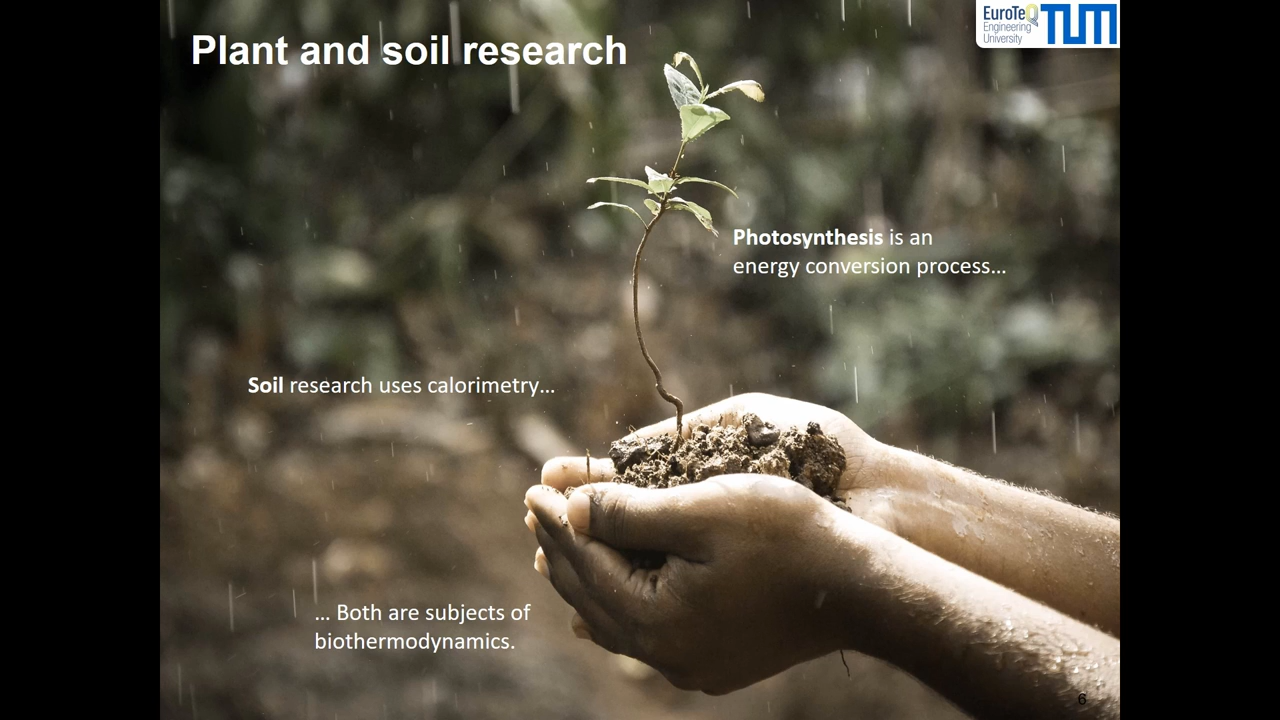 Plant and soil research
EuroTeQ
Engineering
University
TUM
Photosynthesis is an
energy conversion process…
Soil research uses calorimetry…
… Both are subjects of
biothermodynamics.
6